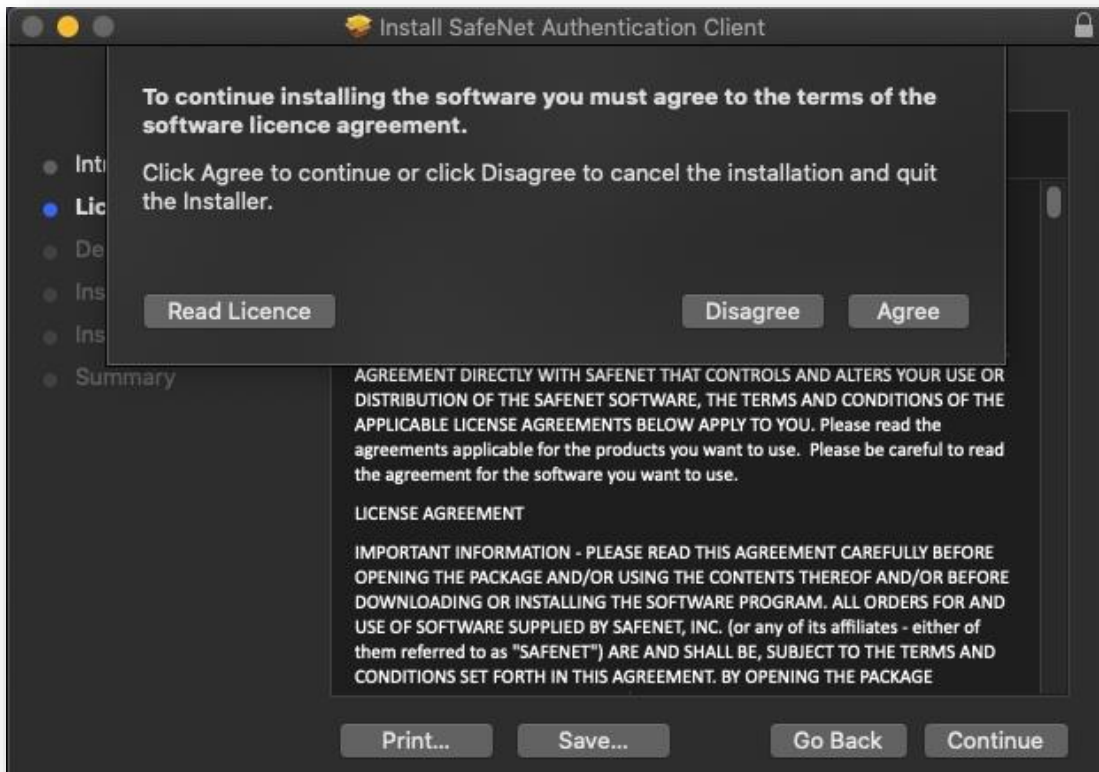 Install SafeNet Authentication Client
To continue installing the software you must agree to the terms of the
software licence agreement.
Click Agree to continue or click Disagree to cancel the installation and quit
the Installer.
Read Licence
Disagree
Agree
Summary
AGREEMENT DIRECTLY WITH SAFENET THAT CONTROLS AND ALTERS YOUR USE OR
DISTRIBUTION OF THE SAFENET SOFTWARE, THE TERMS AND CONDITIONS OF THE
APPLICABLE LICENSE AGREEMENTS BELOW APPLY TO YOU. Please read the
agreements applicable for the products you want to use. Please be careful to read
the agreement for the software you want to use.
LICENSE AGREEMENT
IMPORTANT INFORMATION - PLEASE READ THIS AGREEMENT CAREFULLY BEFORE
OPENING THE PACKAGE AND/OR USING THE CONTENTS THEREOF AND/OR BEFORE
DOWNLOADING OR INSTALLING THE SOFTWARE PROGRAM. ALL ORDERS FOR AND
USE OF SOFTWARE SUPPLIED BY SAFENET, INC. (or any of its affiliates - either of
them referred to as "SAFENET") ARE AND SHALL BE, SUBJECT TO THE TERMS AND
CONDITIONS SET FORTH IN THIS AGREEMENT. BY OPENING THE PACKAGE
Print...
Save...
Go Back
Continue